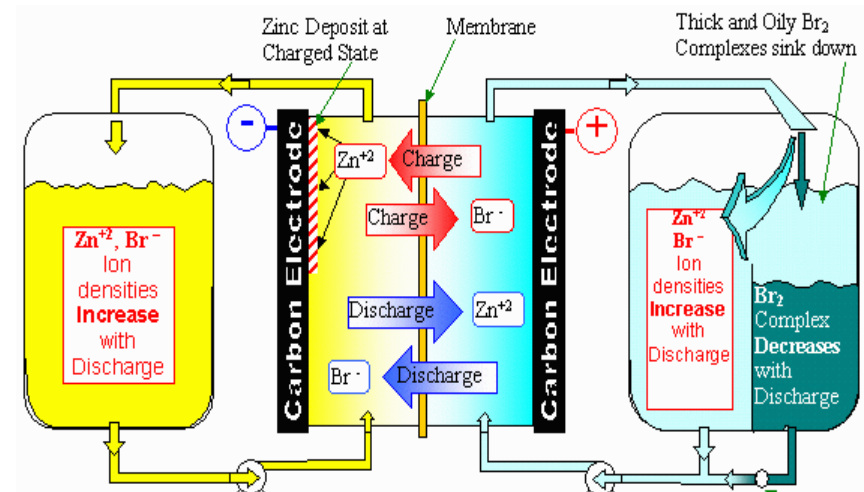 Zinc Deposit at
Charged State
Membrane
Thick and Oily Br₂
Complexes sink down
-
+
Carbon Electrode
Carbon Electrode
Zn⁺²
Charge
Charge
Br⁻
Discharge
Zn⁺²
Br⁻
Discharge
Zn⁺², Br⁻
Ion
densities
Increase
with
Discharge
Zn⁺²
Br⁻
Ion
densities
Increase
with
Discharge
Br₂
Complex
Decreases
with
Discharge